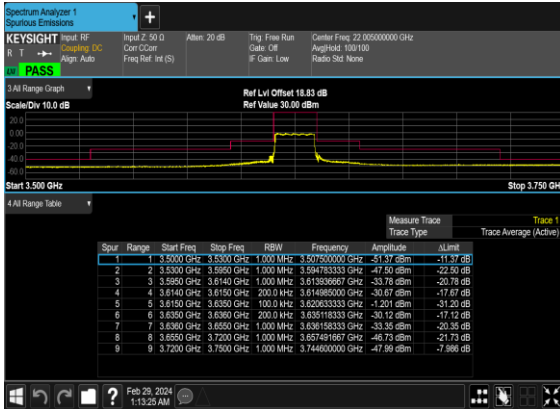 Spectrum Analyzer 1
Spurious Emissions
+
KEYSIGHT Input: RF Input Z: 50 Ω Atten: 20 dB Trig: Free Run Center Freq: 22.005000000 GHz
R T Coupling: DC Corr CCorr Gate: Off Avg|Hold: 100/100
Align: Auto Freq Ref: Int (S) IF Gain: Low Radio Std: None
PASS
3 All Range Graph
Ref Lvl Offset 18.83 dB
Scale/Div 10.0 dB Ref Value 30.00 dBm
20.0
0.00
-20.0
-40.0
-60.0
Start 3.500 GHz Stop 3.750 GH
4 All Range Table
Measure Trace Trace 1
Trace Type Trace Average (Active)
Spur Range Start Freq Stop Freq RBW Frequency Amplitude ΔLimit
1 1 3.5000 GHz 3.5300 GHz 1.000 MHz 3.507500000 GHz -51.37 dBm -11.37 dB
2 2 3.5300 GHz 3.5950 GHz 1.000 MHz 3.594783333 GHz -47.50 dBm -22.50 dB
3 3 3.5950 GHz 3.6140 GHz 1.000 MHz 3.613936667 GHz -33.78 dBm -20.78 dB
4 4 3.6140 GHz 3.6150 GHz 200.0 kHz 3.614985000 GHz -30.67 dBm -17.67 dB
5 5 3.6150 GHz 3.6350 GHz 100.0 kHz 3.620633333 GHz -1.201 dBm -31.20 dB
6 6 3.6350 GHz 3.6360 GHz 200.0 kHz 3.635118333 GHz -30.12 dBm -17.12 dB
7 7 3.6360 GHz 3.6550 GHz 1.000 MHz 3.636158333 GHz -33.35 dBm -20.35 dB
8 8 3.6550 GHz 3.7200 GHz 1.000 MHz 3.657491667 GHz -46.73 dBm -21.73 dB
9 9 3.7200 GHz 3.7500 GHz 1.000 MHz 3.744600000 GHz -47.99 dBm -7.986 dB
?
Feb 29, 2024
1:13:25 AM